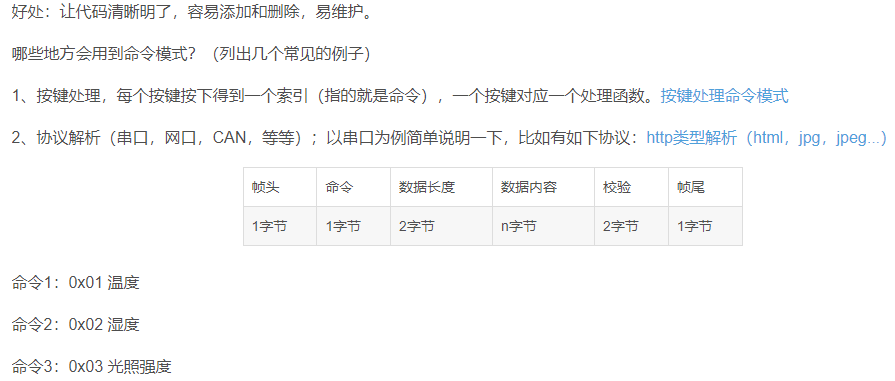 好处：让代码清晰明了，容易添加和删除，易维护。
哪些地方会用到命令模式？（列出几个常见的例子）
1、按键处理，每个按键按下得到一个索引（指的就是命令），一个按键对应一个处理函数。按键处理命令模式
2、协议解析（串口，网口，CAN，等等）；以串口为例简单说明一下，比如有如下协议：http类型解析（html，jpg，jpeg...）
帧头 命令 数据长度 数据内容 校验 帧尾
1字节 1字节 2字节 n字节 2字节 1字节
命令1：0x01 温度
命令2：0x02 湿度
命令3：0x03 光照强度